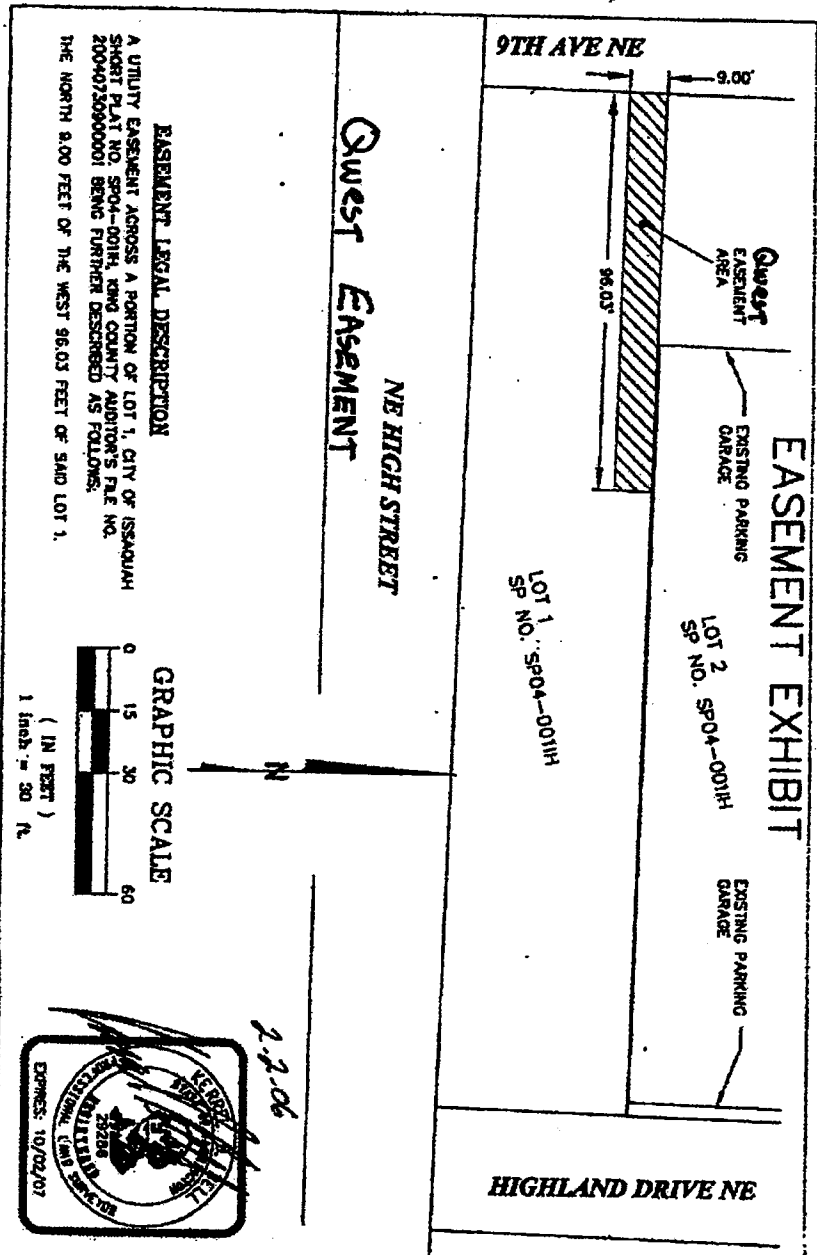 EASEMENT EXHIBIT
9TH AVE NE
9.00'
Qwest
EASEMENT
AREA
EXISTING PARKING
GARAGE
96.03'
LOT 2
SP NO. SP04-001IH
EXISTING PARKING
GARAGE
LOT 1
SP NO. SP04-001IH
HIGHLAND DRIVE NE
NE HIGH STREET
Qwest EASEMENT
N
EASEMENT LEGAL DESCRIPTION
A UTILITY EASEMENT ACROSS A PORTION OF LOT 1, CITY OF ISSAQUAH
SHORT PLAT NO. SP04-001IH, KING COUNTY AUDITOR'S FILE NO.
20040730900001 BEING FURTHER DESCRIBED AS FOLLOWS:
THE NORTH 9.00 FEET OF THE WEST 96.03 FEET OF SAID LOT 1.
GRAPHIC SCALE
0 15 30 60
( IN FEET )
1 inch = 30 ft.
2-2-06
PROFESSIONAL LAND SURVEYOR
EXPIRES: 10/02/07